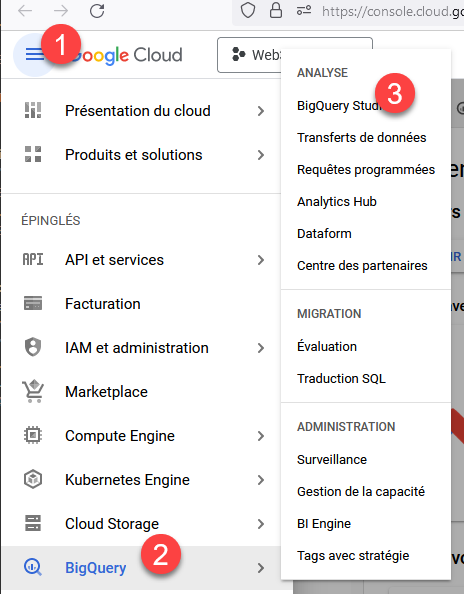 https://console.cloud.go
1
Google Cloud
Web
Présentation du cloud
Produits et solutions
ÉPINGLÉS
API API et services
Facturation
IAM et administration
Marketplace
Compute Engine
Kubernetes Engine
Cloud Storage
BigQuery
2
ANALYSE
3
BigQuery Studi
Transferts de données
Requêtes programmées
Analytics Hub
Dataform
Centre des partenaires
MIGRATION
Évaluation
Traduction SQL
ADMINISTRATION
Surveillance
Gestion de la capacité
BI Engine
Tags avec stratégie